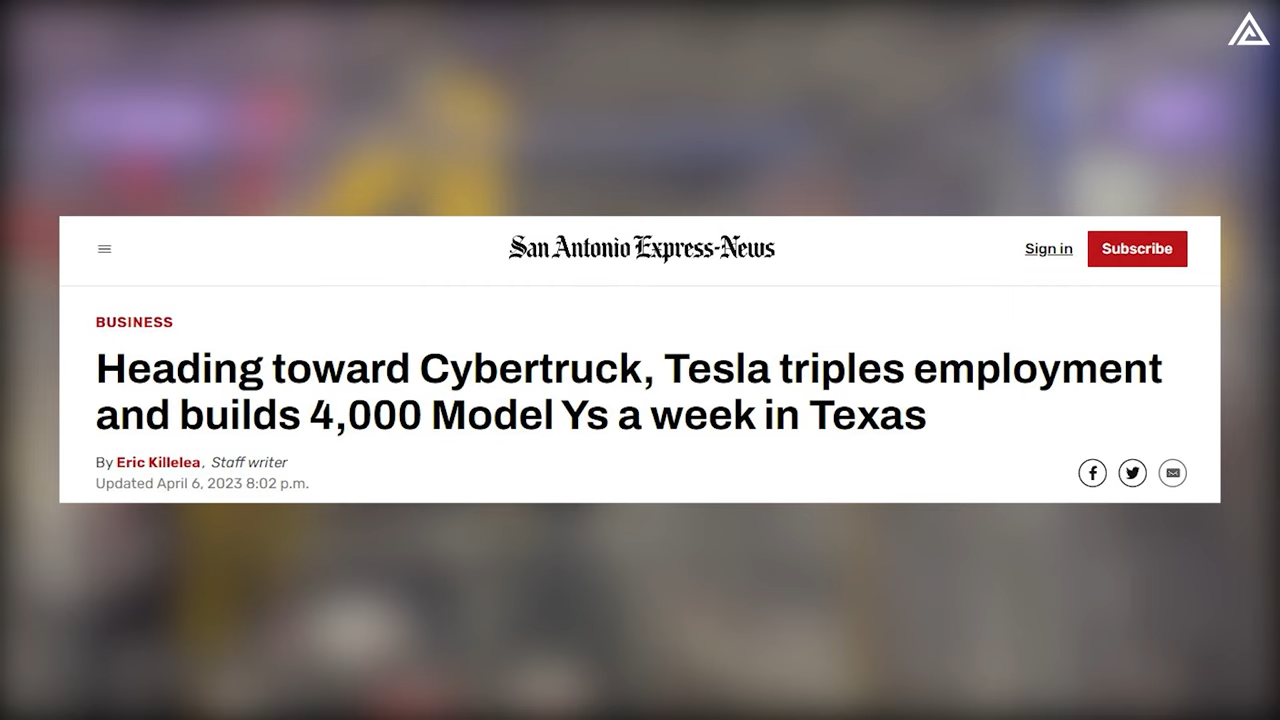 San Antonio Express-News
Sign in
Subscribe
BUSINESS
Heading toward Cybertruck, Tesla triples employment
and builds 4,000 Model Ys a week in Texas
By Eric Killelea, Staff writer
Updated April 6, 2023 8:02 p.m.